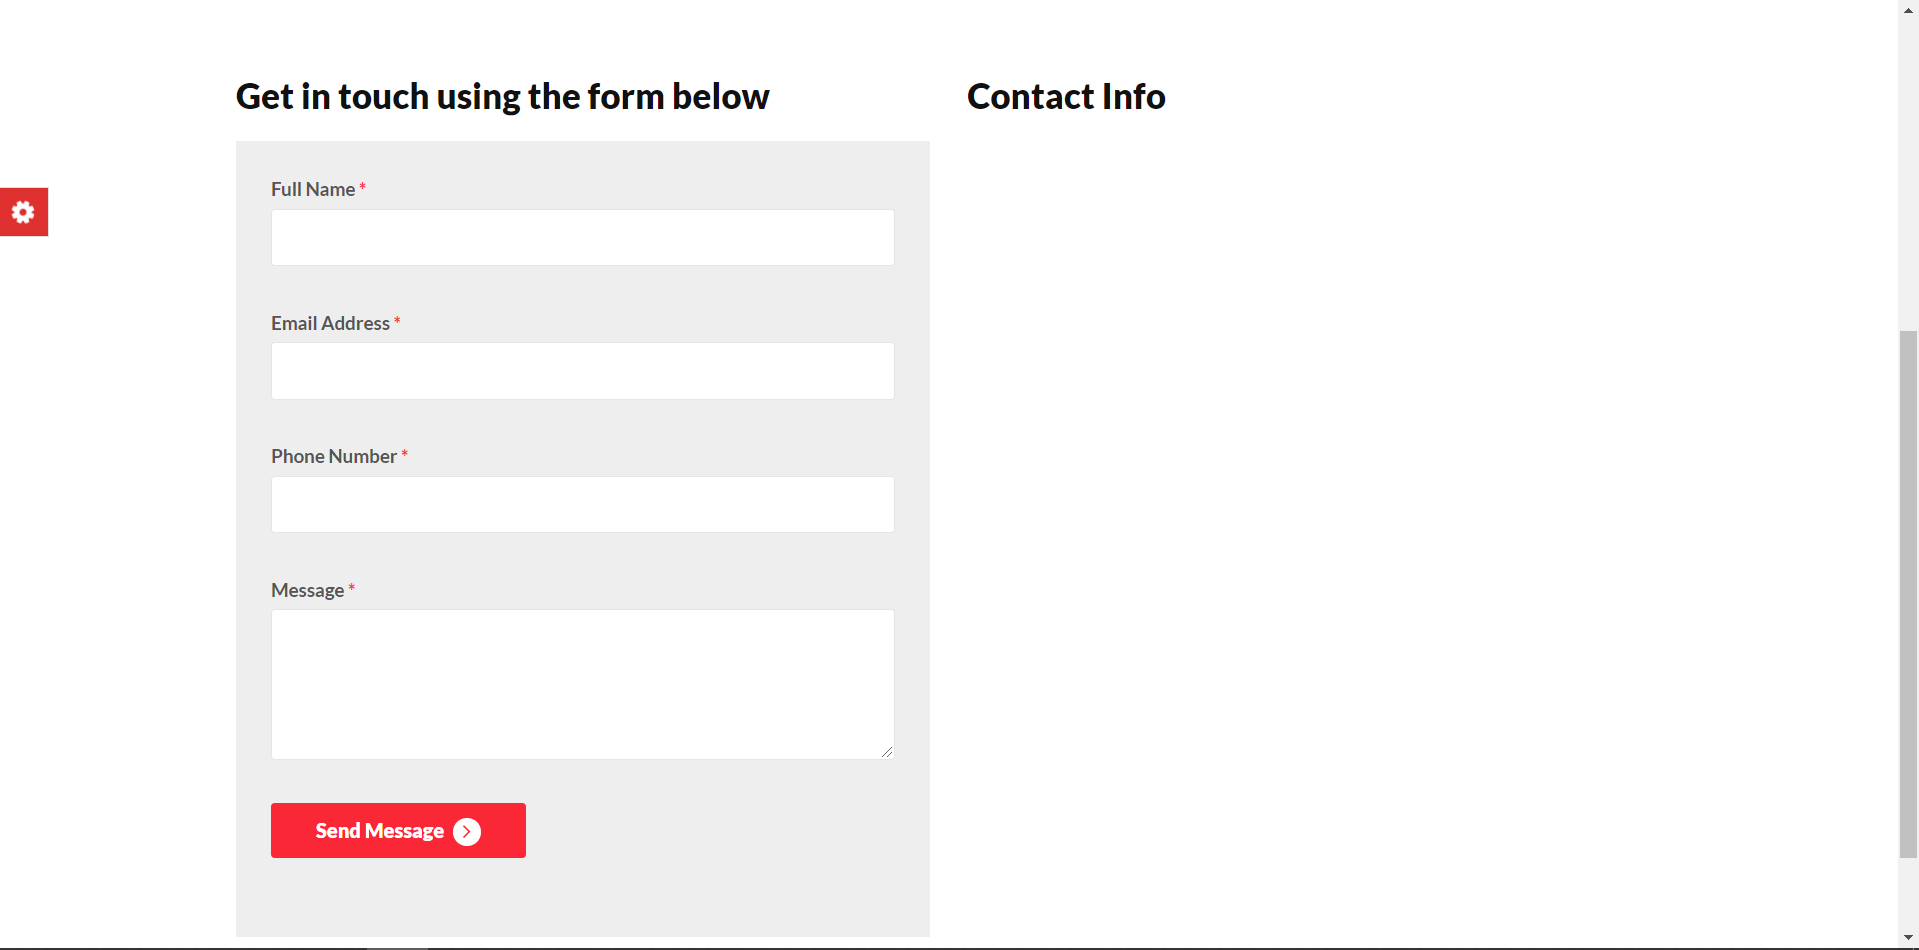 Get in touch using the form below
Contact Info
Full Name *
Email Address *
Phone Number *
Message *
Send Message